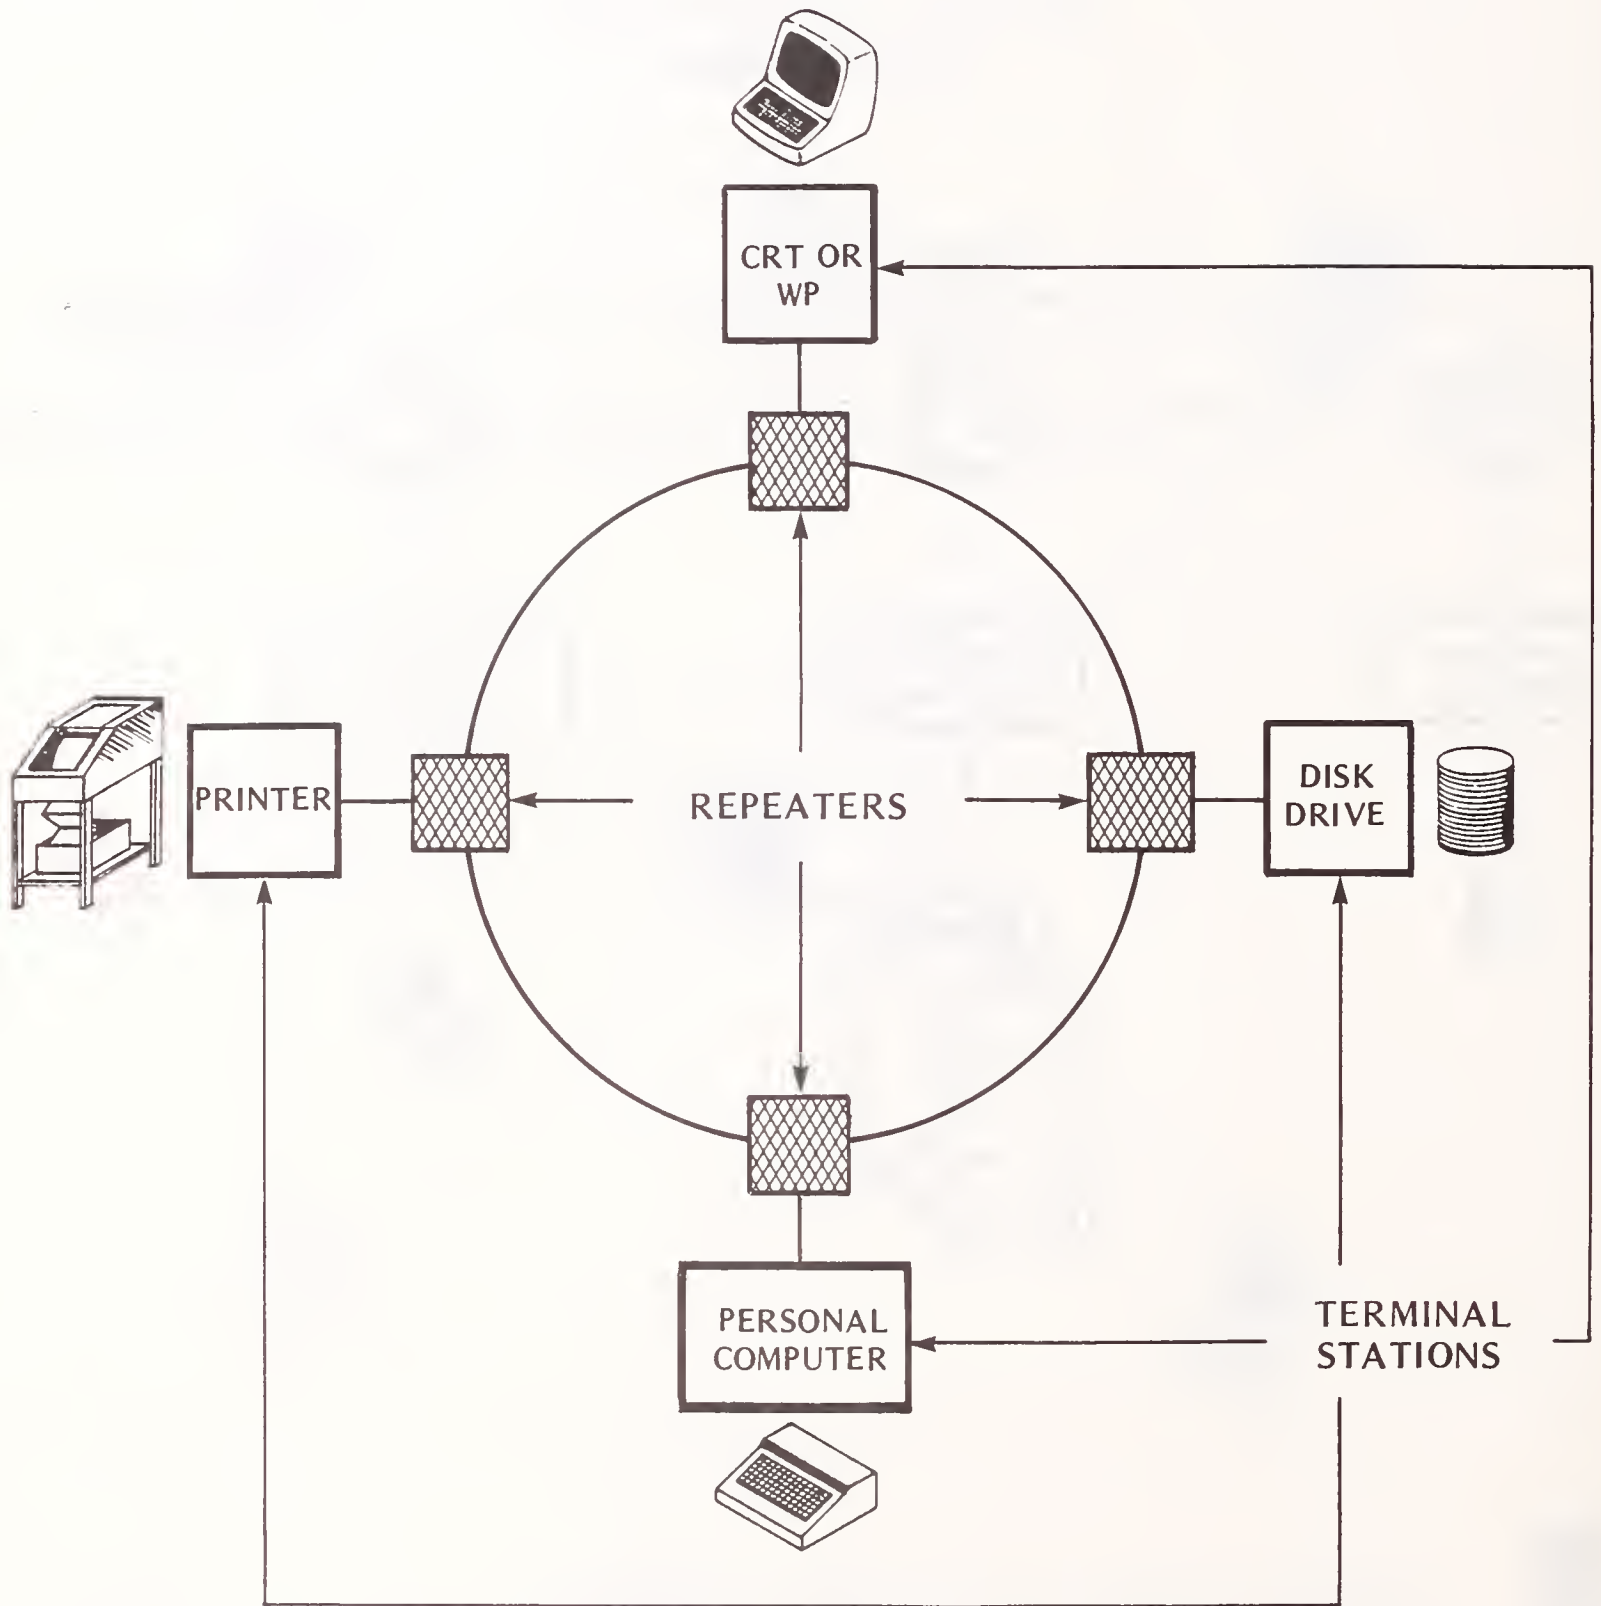 CRT OR
WP
PRINTER
REPEATERS
DISK
DRIVE
PERSONAL
COMPUTER
TERMINAL
STATIONS